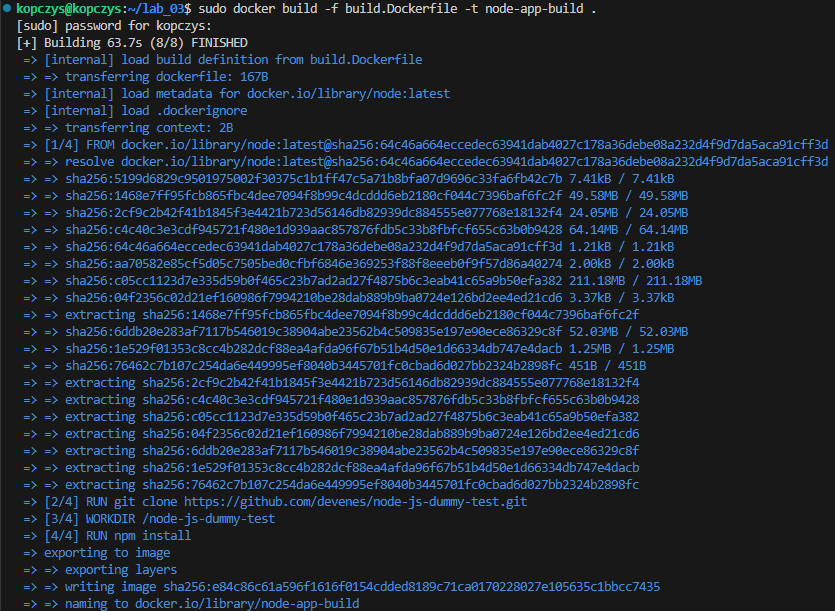 kopczys@kopczys:~/lab_03$ sudo docker build -f build.Dockerfile -t node-app-build .
[sudo] password for kopczys:
[+] Building 63.7s (8/8) FINISHED
=> [internal] load build definition from build.Dockerfile
=> => transferring dockerfile: 167B
=> [internal] load metadata for docker.io/library/node:latest
=> [internal] load .dockerignore
=> => transferring context: 2B
=> [1/4] FROM docker.io/library/node:latest@sha256:64c46a664eccedec63941dab4027c178a36debe08a232d4f9d7da5aca91cff3d
=> => resolve docker.io/library/node:latest@sha256:64c46a664eccedec63941dab4027c178a36debe08a232d4f9d7da5aca91cff3d
=> => sha256:5199d6829c9501975002f30375c1b1ff47c5a71b8bfa07d9696c33fa6fb42c7b 7.41kB / 7.41kB
=> => sha256:1468e7ff95fcb865fbc4dee7094f8b99c4dcddd6eb2180cf044c7396baf6fc2f 49.58MB / 49.58MB
=> => sha256:2cf9c2b42f41b1845f3e4421b723d56146db82939dc884555e077768e18132f4 24.05MB / 24.05MB
=> => sha256:c4c40c3e3cdf945721f480e1d939aac857876fdb5c33b8fbfcf655c63b0b9428 64.14MB / 64.14MB
=> => sha256:64c46a664eccedec63941dab4027c178a36debe08a232d4f9d7da5aca91cff3d 1.21kB / 1.21kB
=> => sha256:aa70582e85cf5d05c7505bed0cfbf6846e369253f88f8eeeb0f9f57d86a40274 2.00kB / 2.00kB
=> => sha256:c05cc1123d7e335d59b0f465c23b7ad2ad27f4875b6c3eab41c65a9b50efa382 211.18MB / 211.18MB
=> => sha256:04f2356c02d21ef160986f7994210be28dab889b9ba0724e126bd2ee4ed21cd6 3.37kB / 3.37kB
=> => extracting sha256:1468e7ff95fcb865fbc4dee7094f8b99c4dcddd6eb2180cf044c7396baf6fc2f
=> => sha256:6ddb20e283af7117b546019c38904abe23562b4c509835e197e90ece86329c8f 52.03MB / 52.03MB
=> => sha256:1e529f01353c8cc4b282dcf88ea4afda96f67b51b4d50e1d66334db747e4dacb 1.25MB / 1.25MB
=> => sha256:76462c7b107c254da6e449995ef8040b3445701fc0cbad6d027bb2324b2898fc 451B / 451B
=> => extracting sha256:2cf9c2b42f41b1845f3e4421b723d56146db82939dc884555e077768e18132f4
=> => extracting sha256:c4c40c3e3cdf945721f480e1d939aac857876fdb5c33b8fbfcf655c63b0b9428
=> => extracting sha256:c05cc1123d7e335d59b0f465c23b7ad2ad27f4875b6c3eab41c65a9b50efa382
=> => extracting sha256:04f2356c02d21ef160986f7994210be28dab889b9ba0724e126bd2ee4ed21cd6
=> => extracting sha256:6ddb20e283af7117b546019c38904abe23562b4c509835e197e90ece86329c8f
=> => extracting sha256:1e529f01353c8cc4b282dcf88ea4afda96f67b51b4d50e1d66334db747e4dacb
=> => extracting sha256:76462c7b107c254da6e449995ef8040b3445701fc0cbad6d027bb2324b2898fc
=> [2/4] RUN git clone https://github.com/devenes/node-js-dummy-test.git
=> [3/4] WORKDIR /node-js-dummy-test
=> [4/4] RUN npm install
=> exporting to image
=> => exporting layers
=> => writing image sha256:e84c86c61a596f1616f0154cdded8189c71ca0170228027e105635c1bbcc7435
=> => naming to docker.io/library/node-app-build